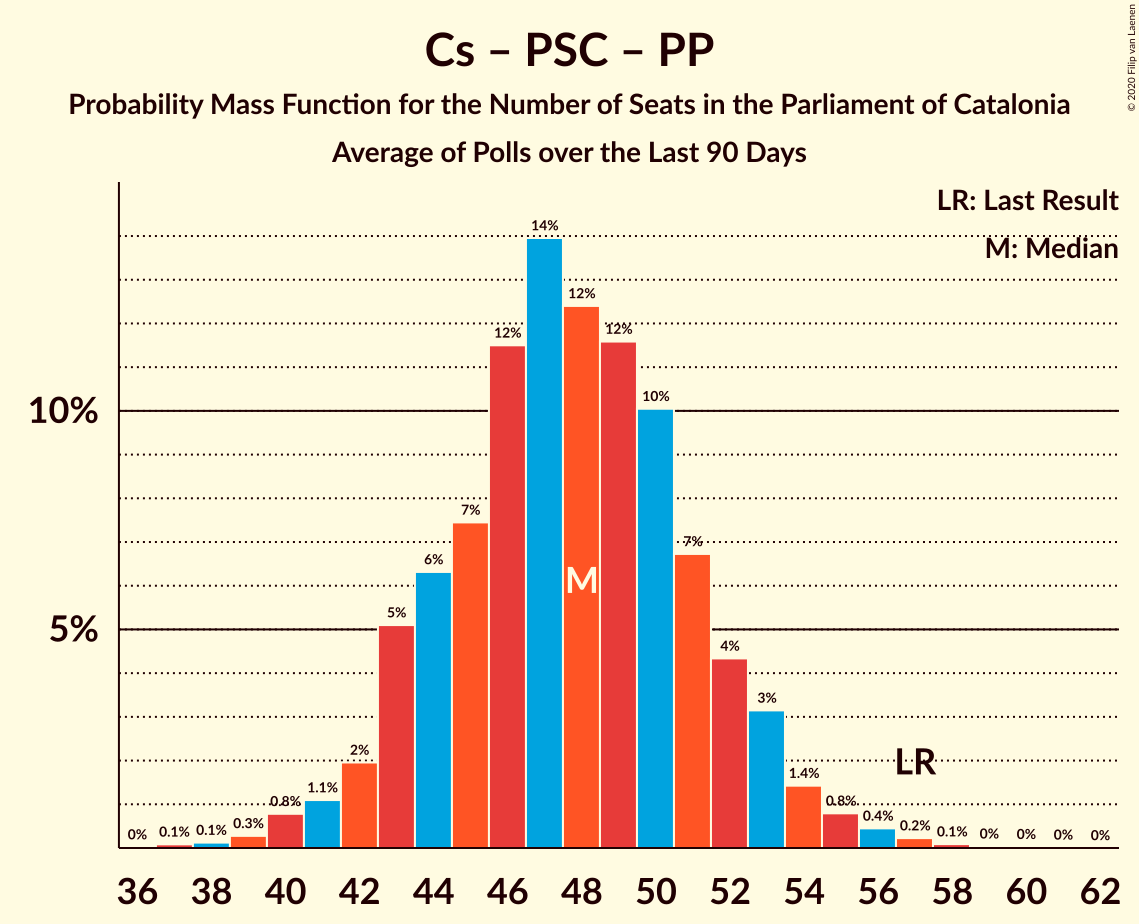 Cs – PSC – PP
Probability Mass Function for the Number of Seats in the Parliament of Catalonia
Average of Polls over the Last 90 Days
© 2020 Filip van Laenen
LR: Last Result
M: Median
10%
5%
0% 0.1% 0.1% 0.3% 0.8% 1.1% 2% 5% 6% 7% 12% 14% 12% 12% 10% 7% 4% 3% 1.4% 0.8% 0.4% 0.2% 0.1% 0% 0% 0% 0%
M
LR
36 38 40 42 44 46 48 50 52 54 56 58 60 62